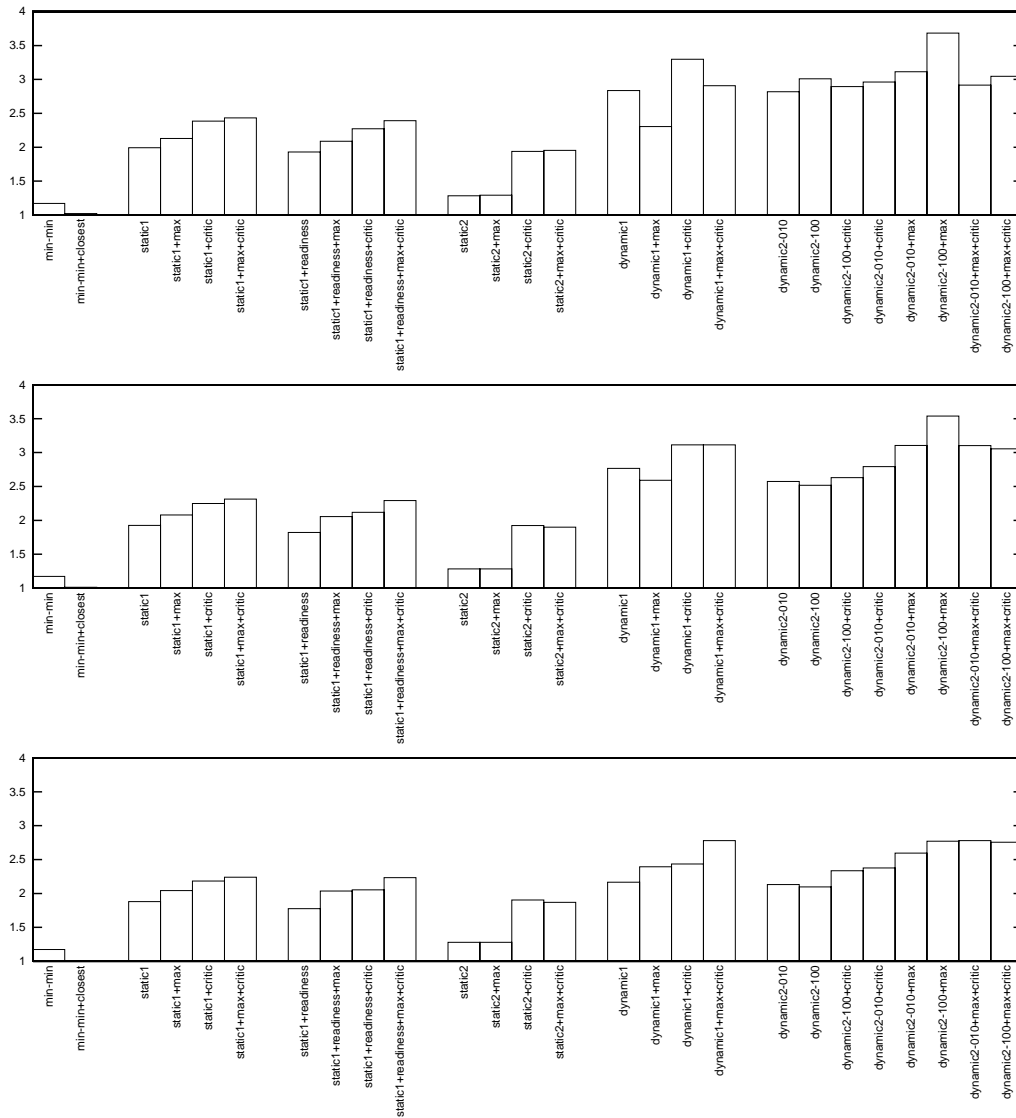 4
3.5
3
2.5
2
1.5
1
min-min
min-min+closest
static1
static1+max
static1+critic
static1+max+critic
static1+readiness
static1+readiness+max
static1+readiness+critic
static1+readiness+max+critic
static2
static2+max
static2+critic
static2+max+critic
dynamic1
dynamic1+max
dynamic1+critic
dynamic1+max+critic
dynamic2-010
dynamic2-100
dynamic2-100+critic
dynamic2-010+critic
dynamic2-010+max
dynamic2-100+max
dynamic2-010+max+critic
dynamic2-100+max+critic
4
3.5
3
2.5
2
1.5
1
min-min
min-min+closest
static1
static1+max
static1+critic
static1+max+critic
static1+readiness
static1+readiness+max
static1+readiness+critic
static1+readiness+max+critic
static2
static2+max
static2+critic
static2+max+critic
dynamic1
dynamic1+max
dynamic1+critic
dynamic1+max+critic
dynamic2-010
dynamic2-100
dynamic2-100+critic
dynamic2-010+critic
dynamic2-010+max
dynamic2-100+max
dynamic2-010+max+critic
dynamic2-100+max+critic
4
3.5
3
2.5
2
1.5
1
min-min
min-min+closest
static1
static1+max
static1+critic
static1+max+critic
static1+readiness
static1+readiness+max
static1+readiness+critic
static1+readiness+max+critic
static2
static2+max
static2+critic
static2+max+critic
dynamic1
dynamic1+max
dynamic1+critic
dynamic1+max+critic
dynamic2-010
dynamic2-100
dynamic2-100+critic
dynamic2-010+critic
dynamic2-010+max
dynamic2-100+max
dynamic2-010+max+critic
dynamic2-100+max+critic